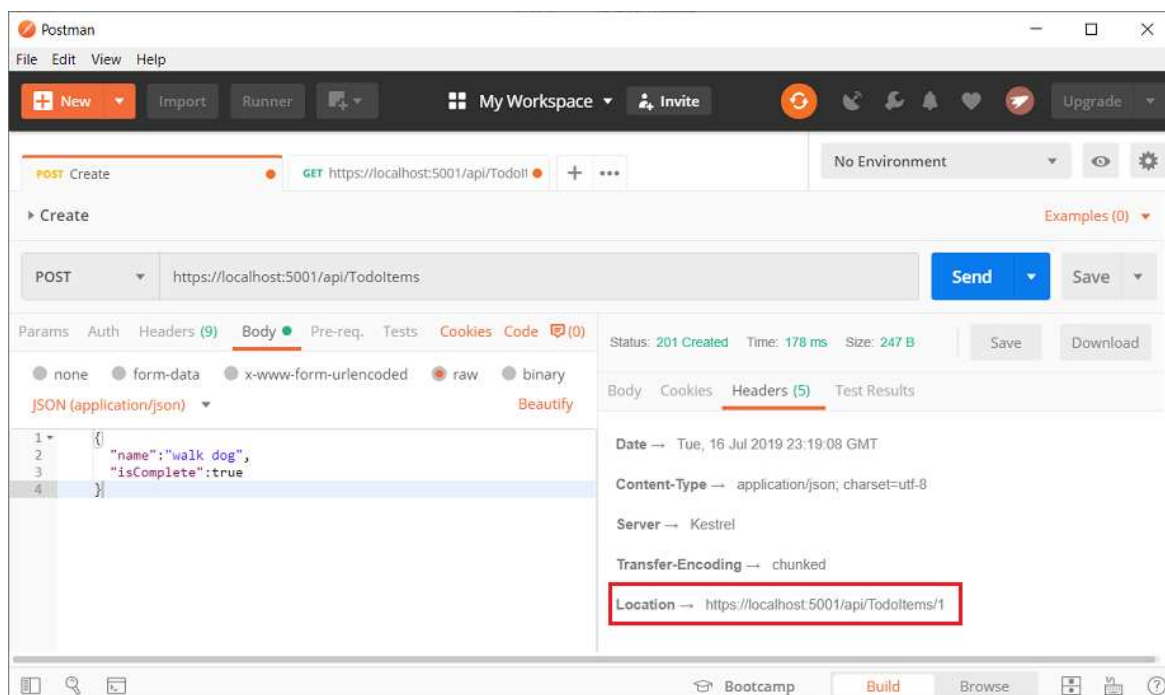 Postman
File Edit View Help
New Import Runner My Workspace Invite Upgrade
POST Create GET https://localhost:5001/api/TodoIt No Environment
Create Examples (0)
POST https://localhost:5001/api/TodoItems Send Save
Params Auth Headers (9) Body Pre-req. Tests Cookies Code (0)
Status: 201 Created Time: 178 ms Size: 247 B Save Download
none form-data x-www-form-urlencoded raw binary
JSON (application/json) Beautify
Body Cookies Headers (5) Test Results
1 {
2 "name":"walk dog",
3 "isComplete":true
4 }
Date → Tue, 16 Jul 2019 23:19:08 GMT
Content-Type → application/json; charset=utf-8
Server → Kestrel
Transfer-Encoding → chunked
Location → https://localhost:5001/api/TodoItems/1
Bootcamp Build Browse